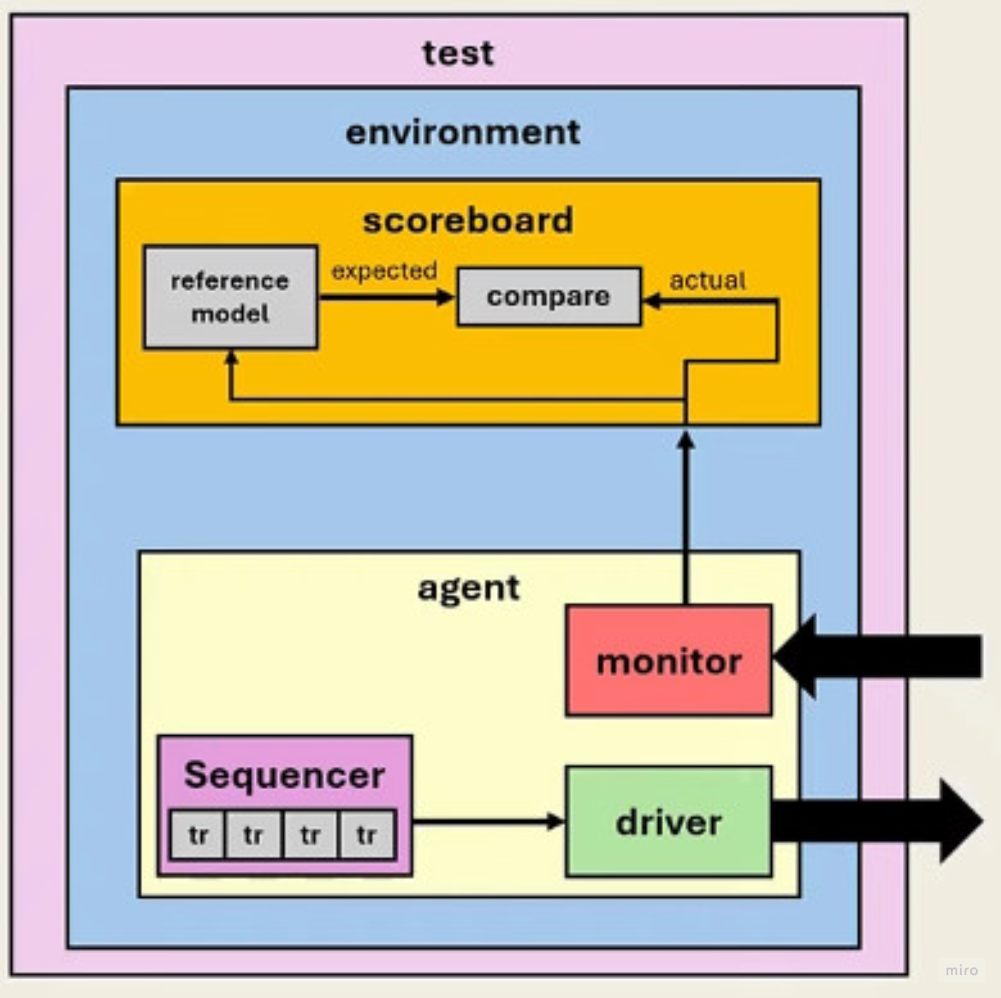 test
environment
scoreboard
reference
model
expected
compare
actual
agent
monitor
Sequencer
tr tr tr tr
driver
miro